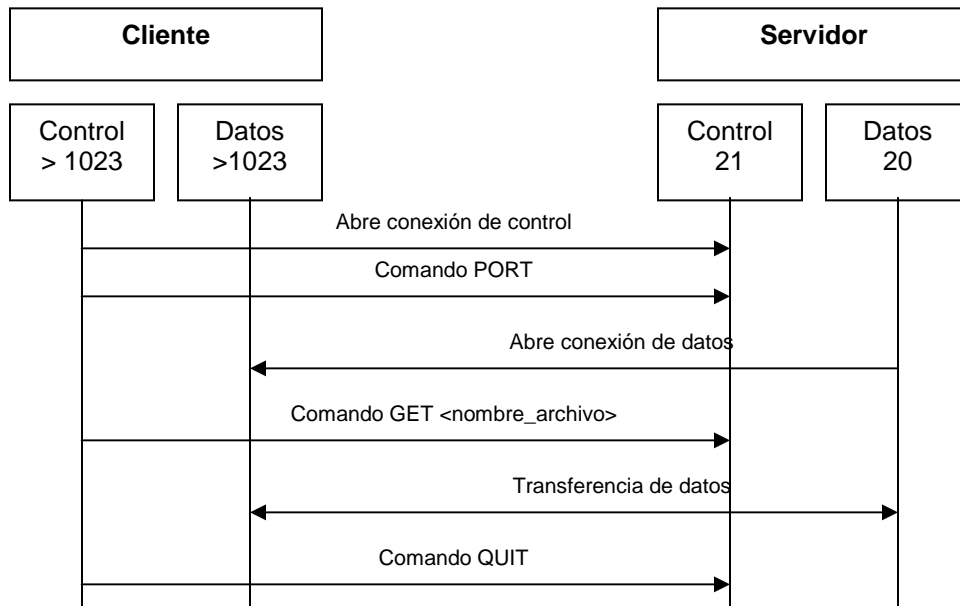 Cliente
Servidor
Control
> 1023
Datos
>1023
Control
21
Datos
20
Abre conexión de control
Comando PORT
Abre conexión de datos
Comando GET <nombre_archivo>
Transferencia de datos
Comando QUIT